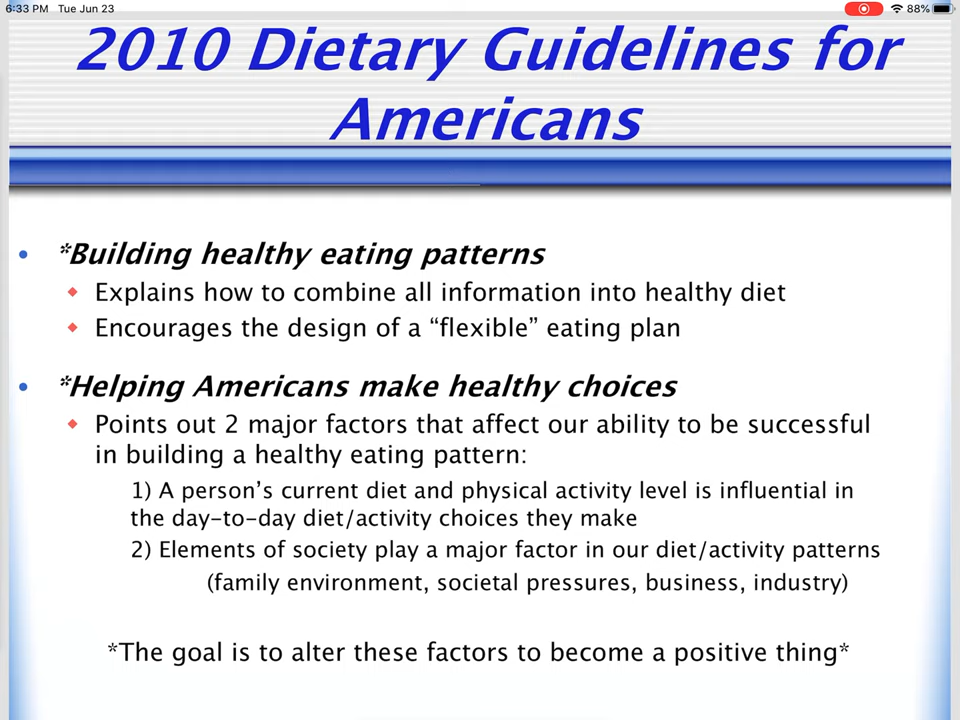 6:33 PM Tue Jun 23
88%
2010 Dietary Guidelines for
Americans
• *Building healthy eating patterns
Explains how to combine all information into healthy diet
Encourages the design of a “flexible” eating plan
• *Helping Americans make healthy choices
Points out 2 major factors that affect our ability to be successful
in building a healthy eating pattern:
1) A person’s current diet and physical activity level is influential in
the day-to-day diet/activity choices they make
2) Elements of society play a major factor in our diet/activity patterns
(family environment, societal pressures, business, industry)
*The goal is to alter these factors to become a positive thing*